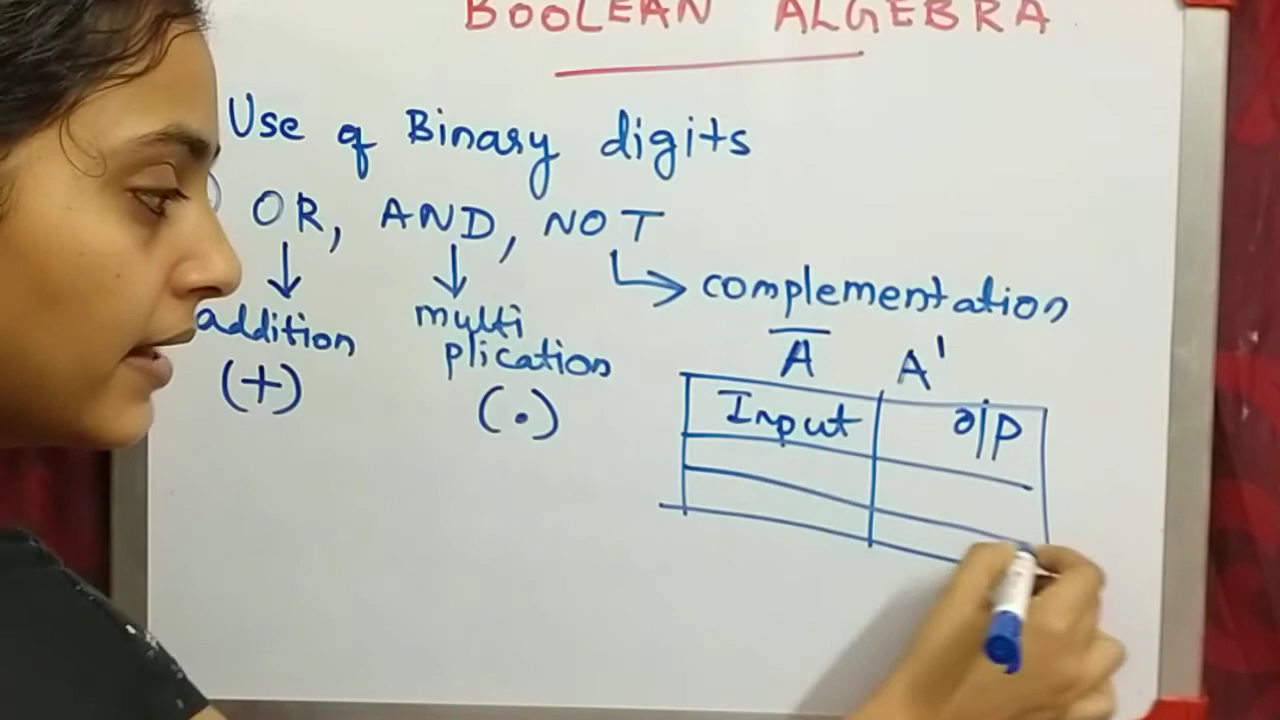 BOOLEAN ALGEBRA
Use of Binary digits
OR, AND, NOT
addition
multi
plication
complementation
(+)
(.)
A̅ A'
Input O/P